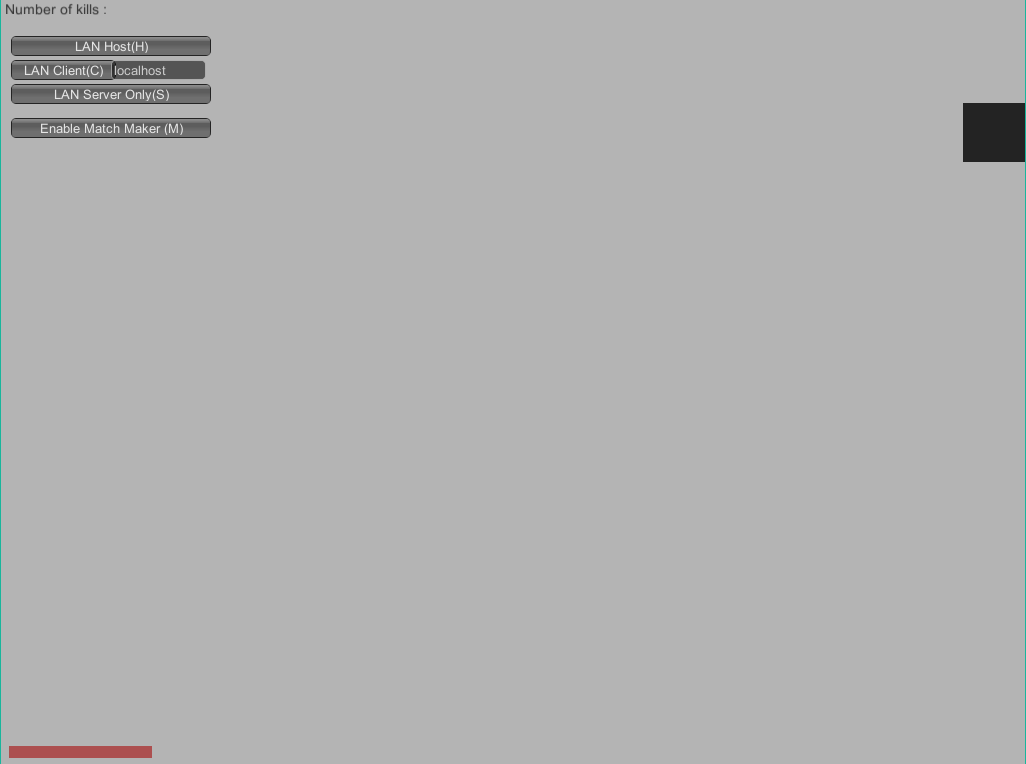 Number of kills :
LAN Host(H)
LAN Client(C) localhost
LAN Server Only(S)
Enable Match Maker (M)